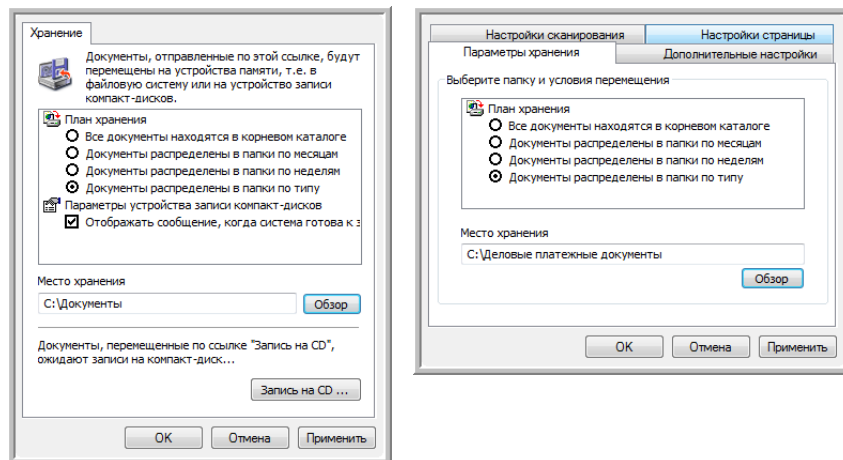 Хранение
Документы, отправленные по этой ссылке, будут
перемещены на устройства памяти, т.е. в
файловую систему или на устройство записи
компакт-дисков.
План хранения
Все документы находятся в корневом каталоге
Документы распределены в папки по месяцам
Документы распределены в папки по неделям
Документы распределены в папки по типу
Параметры устройства записи компакт-дисков
Отображать сообщение, когда система готова к з
Место хранения
C:\Документы
Обзор
Документы, перемещенные по ссылке "Запись на CD",
ожидают записи на компакт-диск...
Запись на CD ...
OK
Отмена
Применить
Настройки сканирования
Настройки страницы
Параметры хранения
Дополнительные настройки
Выберите папку и условия перемещения
План хранения
Все документы находятся в корневом каталоге
Документы распределены в папки по месяцам
Документы распределены в папки по неделям
Документы распределены в папки по типу
Место хранения
C:\Деловые платежные документы
Обзор
OK
Отмена
Применить